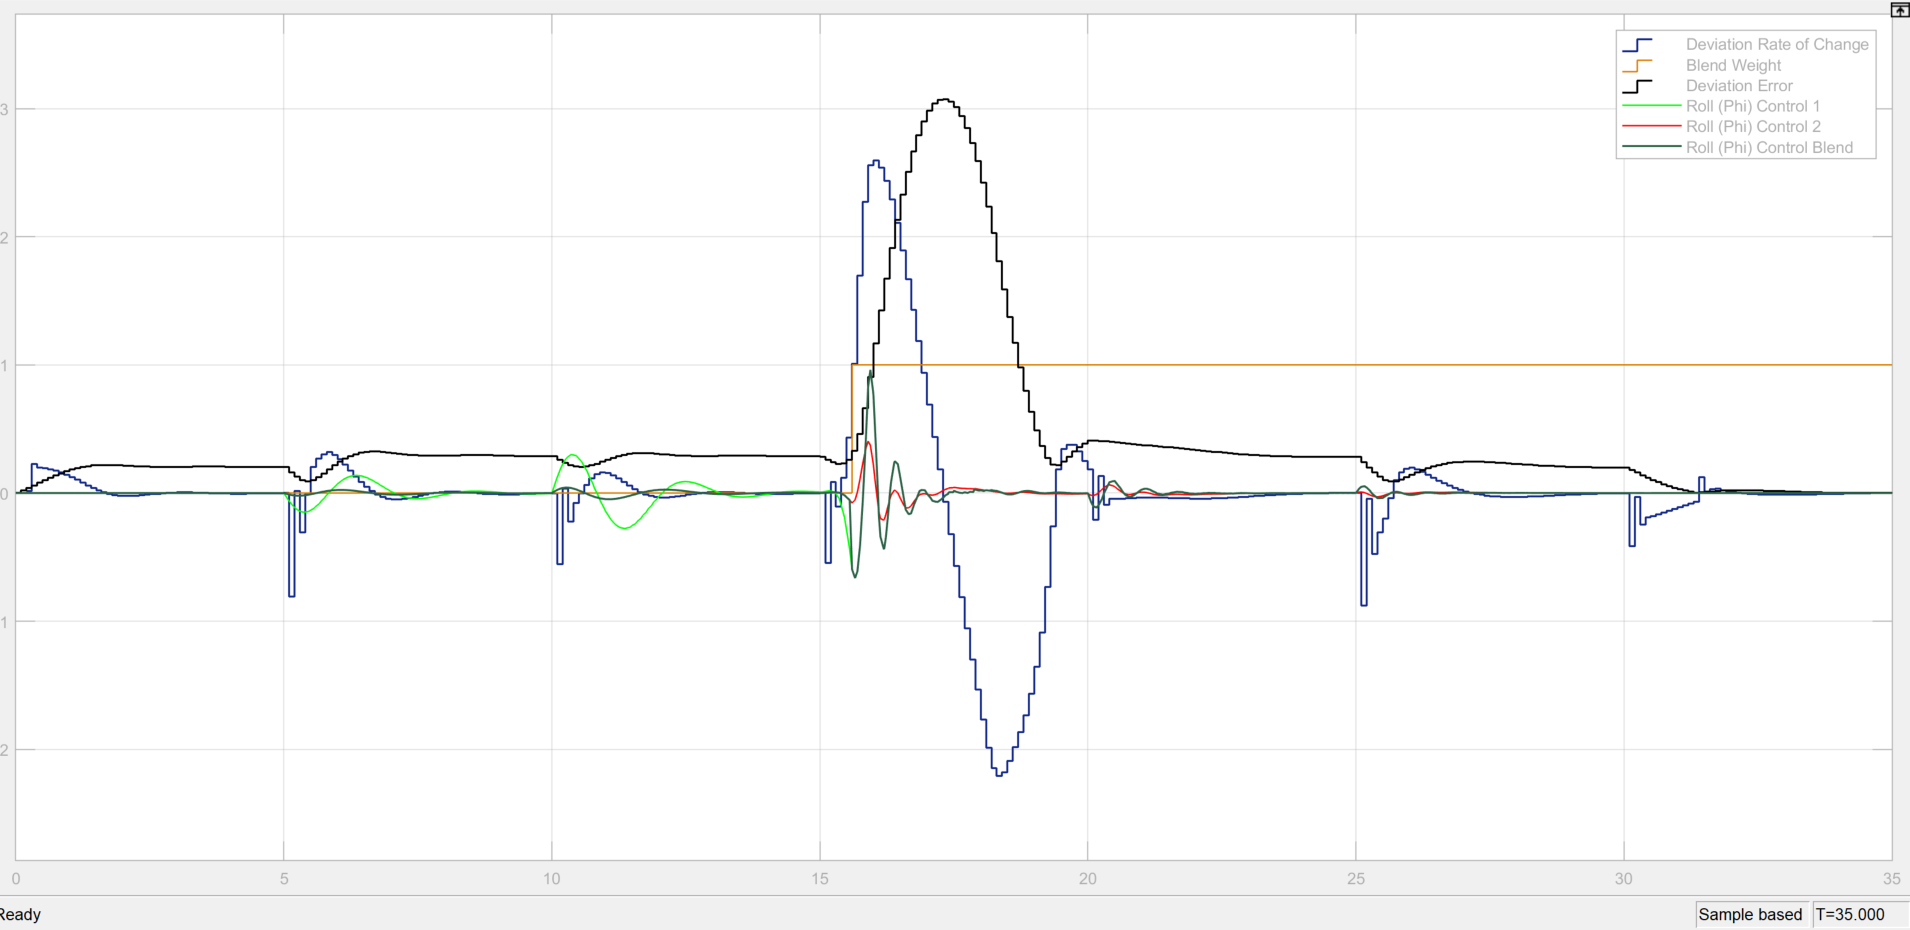 Deviation Rate of Change
Blend Weight
Deviation Error
Roll (Phi) Control 1
Roll (Phi) Control 2
Roll (Phi) Control Blend
3
2
1
0
1
2
0 5 10 15 20 25 30 35
Ready Sample based T=35.000